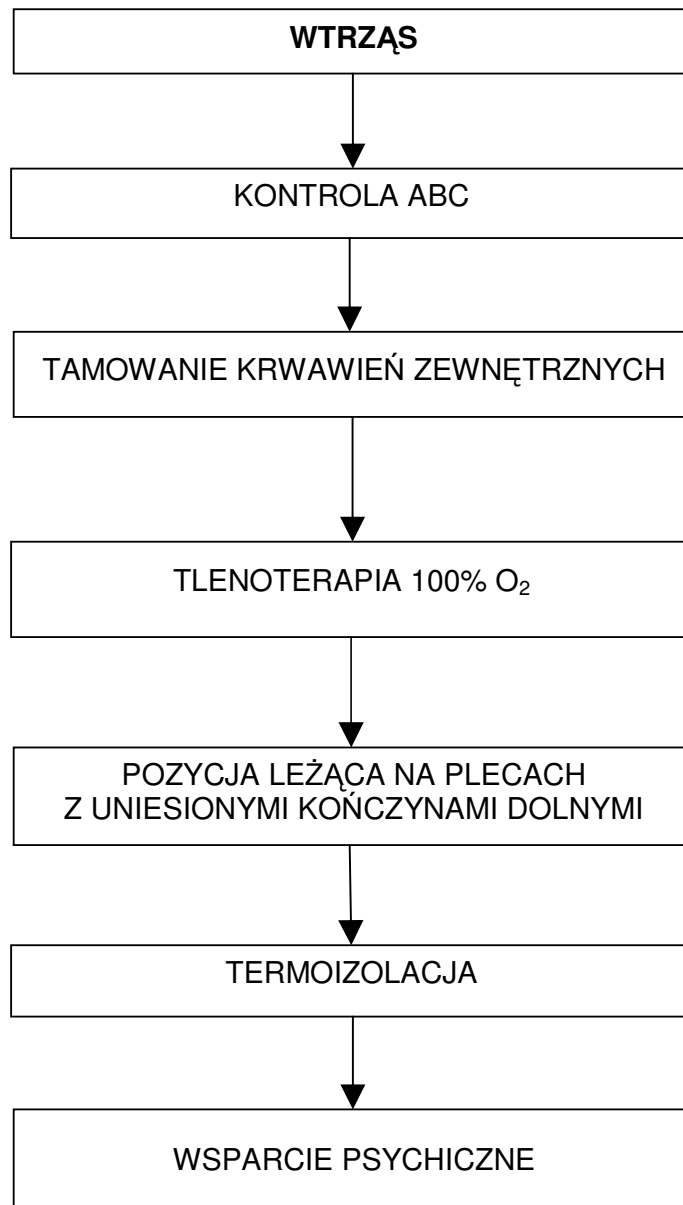 WTRZĄS
KONTROLA ABC
TAMOWANIE KRWAWIEŃ ZEWNĘTRZNYCH
TLENOTERAPIA 100% O₂
POZYCJA LEŻĄCA NA PLECACH
Z UNIESIONYMI KOŃCZYNAMI DOLNYMI
TERMOIZOLACJA
WSPARCIE PSYCHICZNE